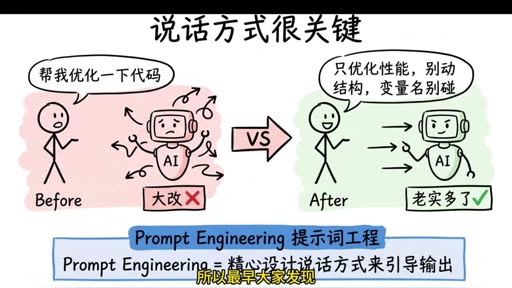 说话方式很关键
帮我优化一下代码
只优化性能，别动
结构，变量名别碰
AI
VS
AI
Before
大改
After
老实多了
Prompt Engineering 提示词工程
Prompt Engineering = 精心设计说话方式来引导输出
所以最早大家发现